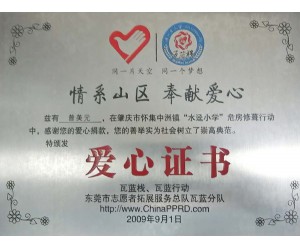 同一片天空 同一个梦想
情系山区 奉献爱心
兹有 美元 ，在肇庆市怀集中洲镇“水运小学”危房修葺行动
中，感谢您的爱心捐款，您的善举实为社会树立了崇高典范。
特颁发
爱心证书
瓦蓝栈、瓦蓝行动
东莞市志愿者拓展服务总队瓦蓝分队
http://www.ChinaPPRD.com
2009年9月1日